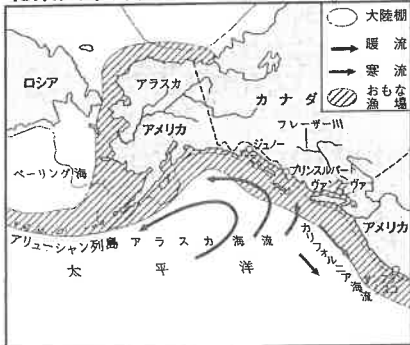 大陸棚
暖流
寒流
おもな漁場
ロシア
アラスカ
カナダ
アメリカ
ジュノー
フレーザー川
プリンスルパート
ヴァンクーヴァ
ベーリング海
アメリカ
アリューシャン列島
アラスカ海流
カリフォルニア海流
太平洋